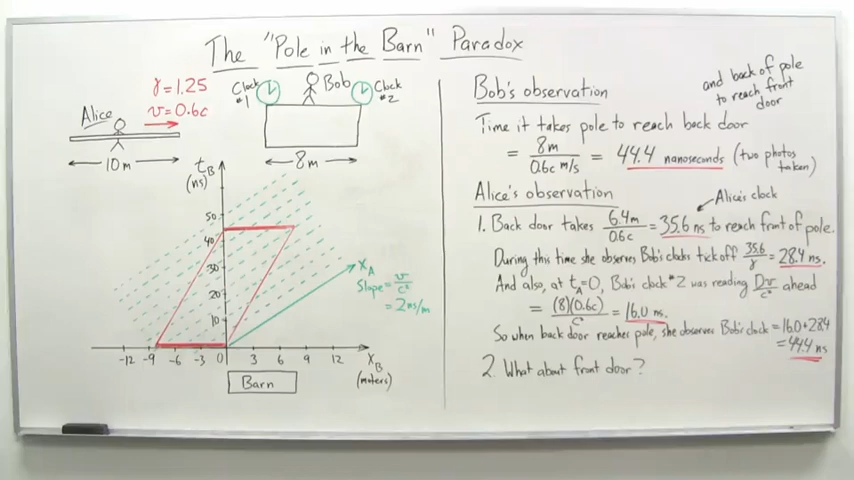 The "Pole in the Barn" Paradox
γ = 1.25
v = 0.6c
Alice
10 m
Clock #1
Bob
Clock #2
8 m
t_B
(ns)
50
40
30
20
10
-12 -9 -6 -3 0 3 6 9 12
x_B
(meters)
x_A
Slope = v/c²
= 2 ns/m
Barn
Bob's observation
and back of pole
to reach front
door
Time it takes pole to reach back door
= 8m / 0.6c m/s = 44.4 nanoseconds (two photos taken)
Alice's observation
Alice's clock
1. Back door takes 6.4m / 0.6c = 35.6 ns to reach front of pole.
During this time she observes Bob's clocks tick off 35.6 / γ = 28.4 ns.
And also, at t_A=0, Bob's clock #2 was reading Dv/c² ahead
= (8)(0.6c) / c² = 16.0 ns.
So when back door reaches pole, she observes Bob's clock = 16.0 + 28.4
= 44.4 ns
2. What about front door?